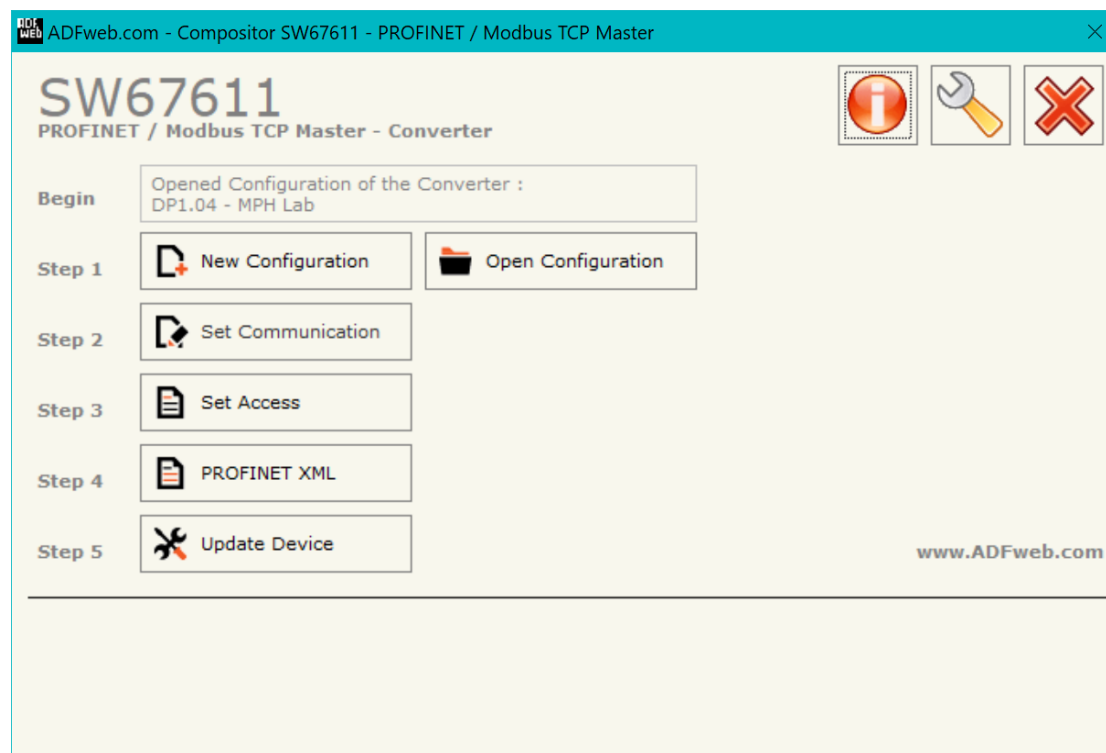 ADF
WEB
ADFweb.com - Compositor SW67611 - PROFINET / Modbus TCP Master
SW67611
PROFINET / Modbus TCP Master - Converter
Begin
Opened Configuration of the Converter :
DP1.04 - MPH Lab
Step 1
New Configuration
Open Configuration
Step 2
Set Communication
Step 3
Set Access
Step 4
PROFINET XML
Step 5
Update Device
www.ADFweb.com